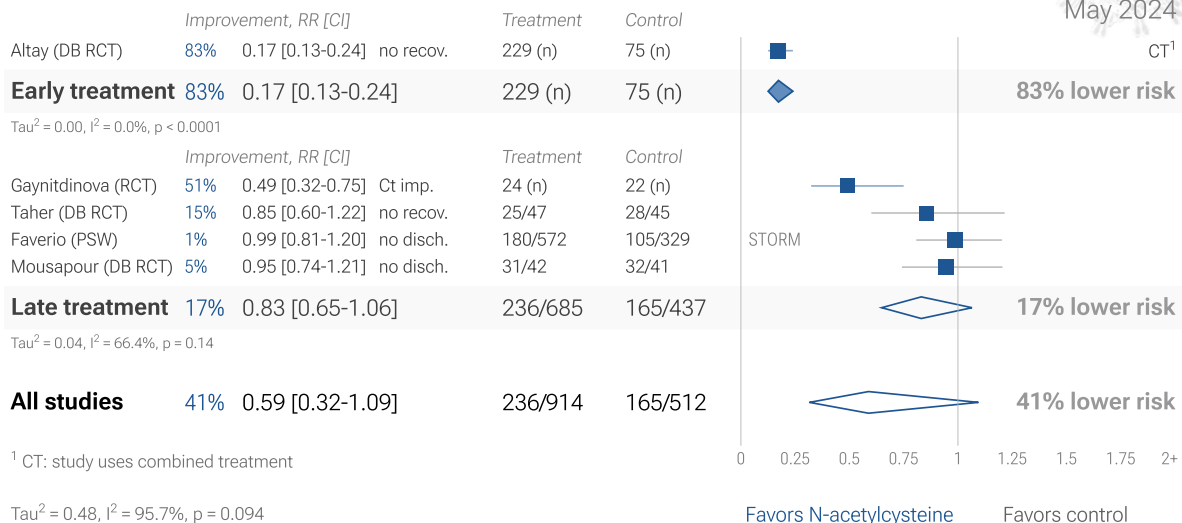 May 2024
Improvement, RR [CI] Treatment Control
Altay (DB RCT) 83% 0.17 [0.13-0.24] no recov. 229 (n) 75 (n) CT¹
Early treatment 83% 0.17 [0.13-0.24] 229 (n) 75 (n) 83% lower risk
Tau² = 0.00, I² = 0.0%, p < 0.0001
Improvement, RR [CI] Treatment Control
Gaynitdinova (RCT) 51% 0.49 [0.32-0.75] Ct imp. 24 (n) 22 (n)
Taher (DB RCT) 15% 0.85 [0.60-1.22] no recov. 25/47 28/45
Faverio (PSW) 1% 0.99 [0.81-1.20] no disch. 180/572 105/329 STORM
Mousapour (DB RCT) 5% 0.95 [0.74-1.21] no disch. 31/42 32/41
Late treatment 17% 0.83 [0.65-1.06] 236/685 165/437 17% lower risk
Tau² = 0.04, I² = 66.4%, p = 0.14
All studies 41% 0.59 [0.32-1.09] 236/914 165/512 41% lower risk
¹ CT: study uses combined treatment
0 0.25 0.5 0.75 1 1.25 1.5 1.75 2+
Tau² = 0.48, I² = 95.7%, p = 0.094
Favors N-acetylcysteine Favors control